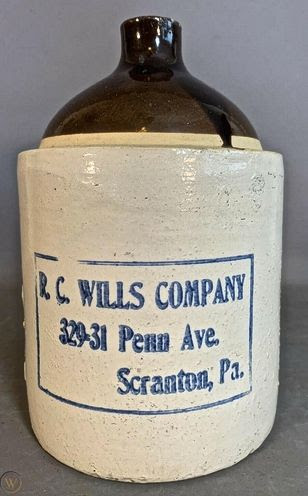 R. C. WILLS COMPANY
329-31 Penn Ave.
Scranton, Pa.